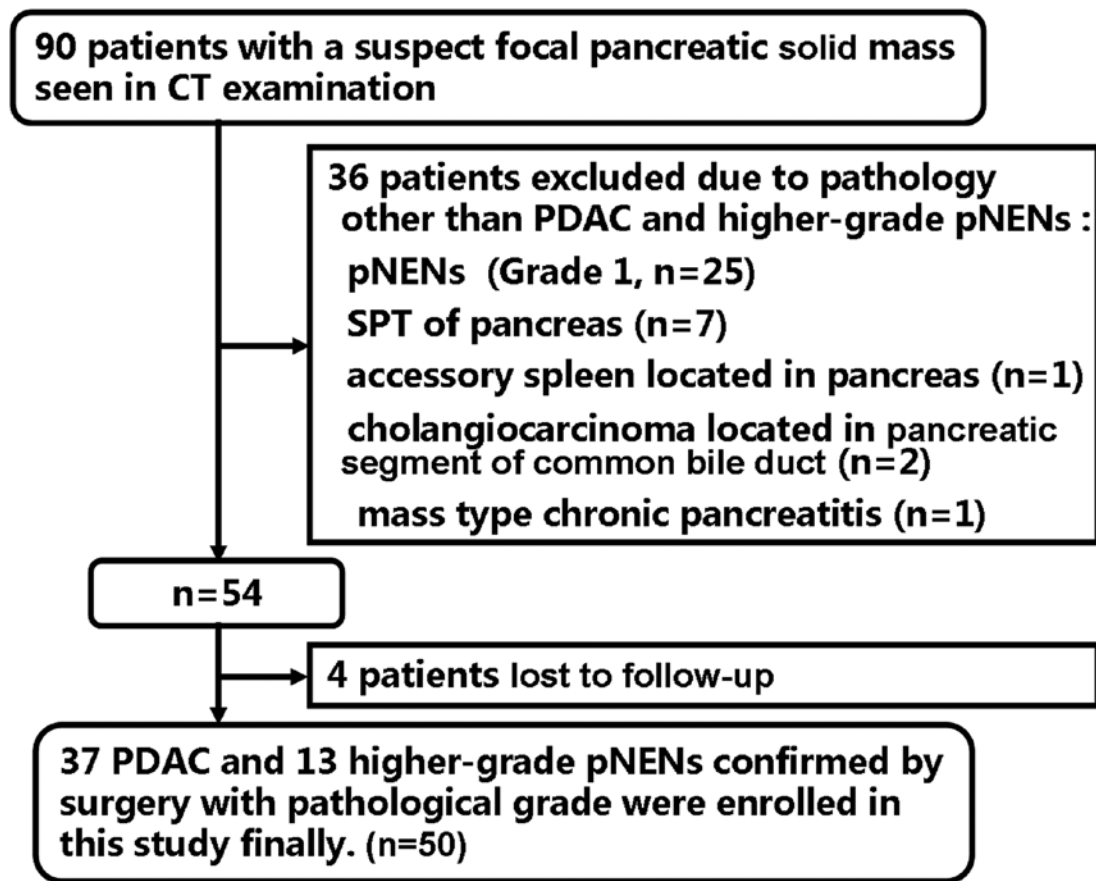 90 patients with a suspect focal pancreatic solid mass
seen in CT examination
36 patients excluded due to pathology
other than PDAC and higher-grade pNENs :
pNENs (Grade 1, n=25)
SPT of pancreas (n=7)
accessory spleen located in pancreas (n=1)
cholangiocarcinoma located in pancreatic
segment of common bile duct (n=2)
mass type chronic pancreatitis (n=1)
n=54
4 patients lost to follow-up
37 PDAC and 13 higher-grade pNENs confirmed by
surgery with pathological grade were enrolled in
this study finally. (n=50)